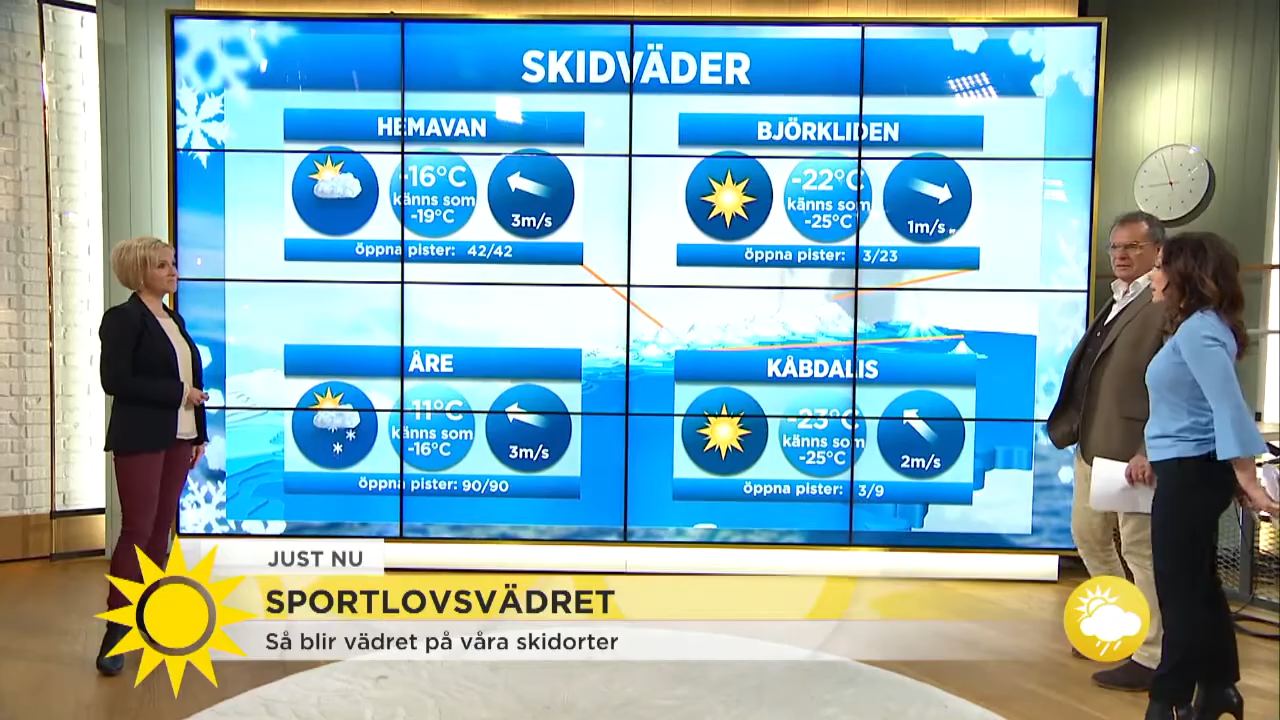 SKIDVÄDER
HEMAVAN
-16°C
känns som
-19°C
3m/s
öppna pister: 42/42
BJÖRKLIDEN
-22°C
känns som
-25°C
1m/s
öppna pister: 3/23
ÅRE
-11°C
känns som
-16°C
3m/s
öppna pister: 90/90
KÅBDALIS
-23°C
känns som
-25°C
2m/s
öppna pister: 3/9
JUST NU
SPORTLOVSVÄDRET
Så blir vädret på våra skidorter